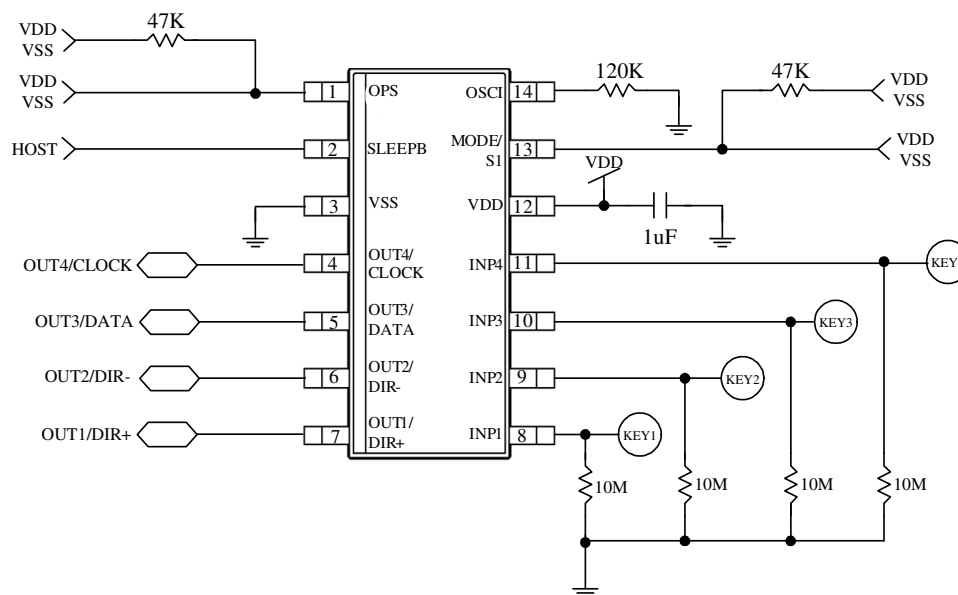 47K
VDD
VSS
VDD
VSS
HOST
OUT4/CLOCK
OUT3/DATA
OUT2/DIR-
OUT1/DIR+
1 OPS
2 SLEEPB
3 VSS
4 OUT4/
CLOCK
5 OUT3/
DATA
6 OUT2/
DIR-
7 OUT1/
DIR+
OSCI 14
MODE/
S1 13
VDD 12
INP4 11
INP3 10
INP2 9
INP1 8
120K
47K
VDD
VSS
VDD
VSS
VDD
1uF
KEY
KEY3
KEY2
KEY1
10M
10M
10M
10M